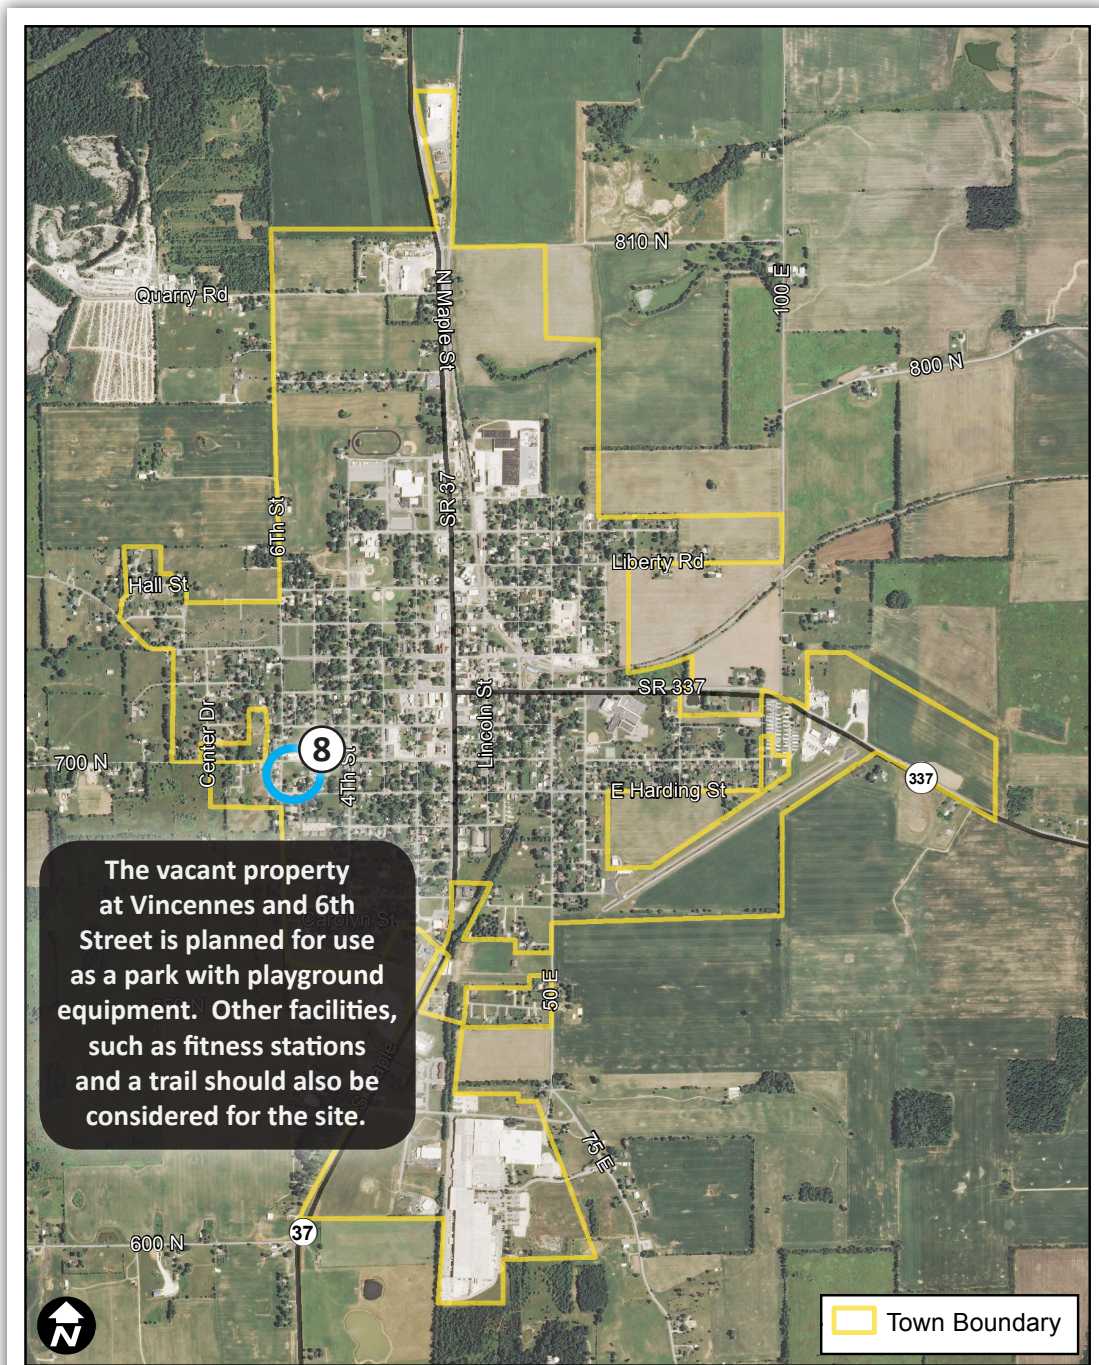 810 N
100 E
Quarry Rd
N Maple St
800 N
SR 37
6Th St
Liberty Rd
Hall St
SR 337
Lincoln St
Center Dr
8
700 N
4Th St
337
E Harding St
The vacant property
at Vincennes and 6th
Street is planned for use
as a park with playground
equipment. Other facilities,
such as fitness stations
and a trail should also be
considered for the site.
Carolyn St
50 E
75 E
37
600 N
N
Town Boundary